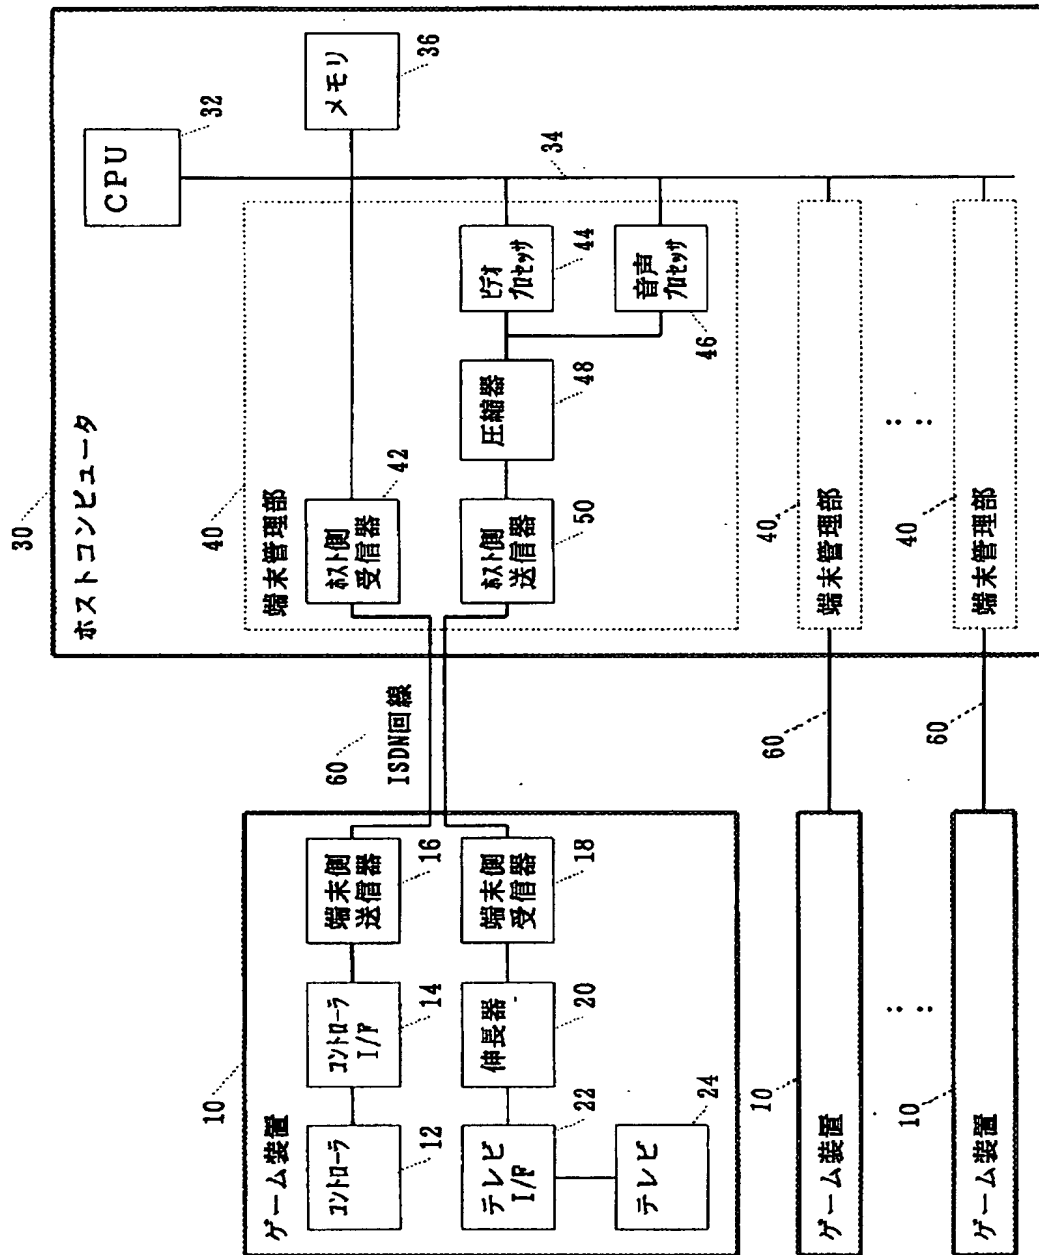 30
ホストコンピュータ
CPU
32
メモリ
36
34
40
端末管理部
ホスト側
受信器
42
ビデオ
プロセッサ
44
音声
プロセッサ
46
圧縮器
48
ホスト側
送信器
50
40
端末管理部
40
端末管理部
60
ISDN回線
60
60
10
ゲーム装置
コントローラ
12
コントローラ
I/F
14
端末側
送信器
16
端末側
受信器
18
伸長器
20
テレビ
I/F
22
テレビ
24
10
ゲーム装置
10
ゲーム装置